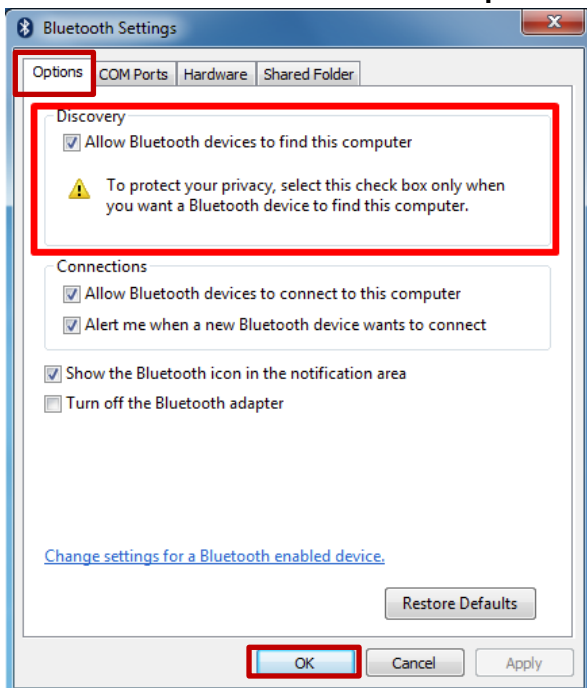 Bluetooth Settings
Options COM Ports Hardware Shared Folder
Discovery
Allow Bluetooth devices to find this computer
To protect your privacy, select this check box only when
you want a Bluetooth device to find this computer.
Connections
Allow Bluetooth devices to connect to this computer
Alert me when a new Bluetooth device wants to connect
Show the Bluetooth icon in the notification area
Turn off the Bluetooth adapter
Change settings for a Bluetooth enabled device.
Restore Defaults
OK Cancel Apply